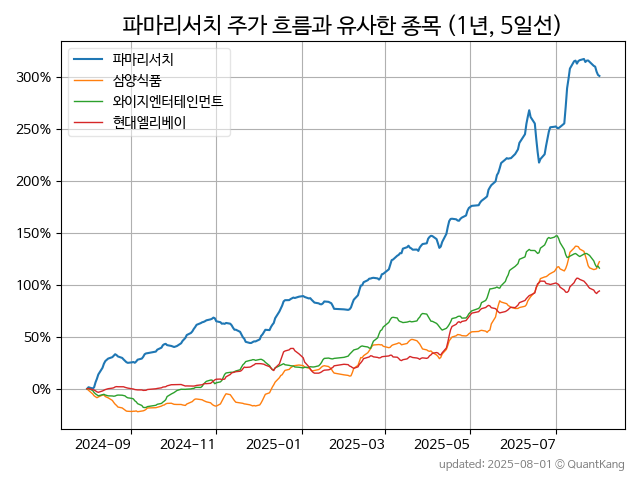 파마리서치 주가 흐름과 유사한 종목 (1년, 5일선)
파마리서치
삼양식품
와이지엔터테인먼트
현대엘리베이
300%
250%
200%
150%
100%
50%
0%
2024-09 2024-11 2025-01 2025-03 2025-05 2025-07
updated: 2025-08-01 © QuantKang